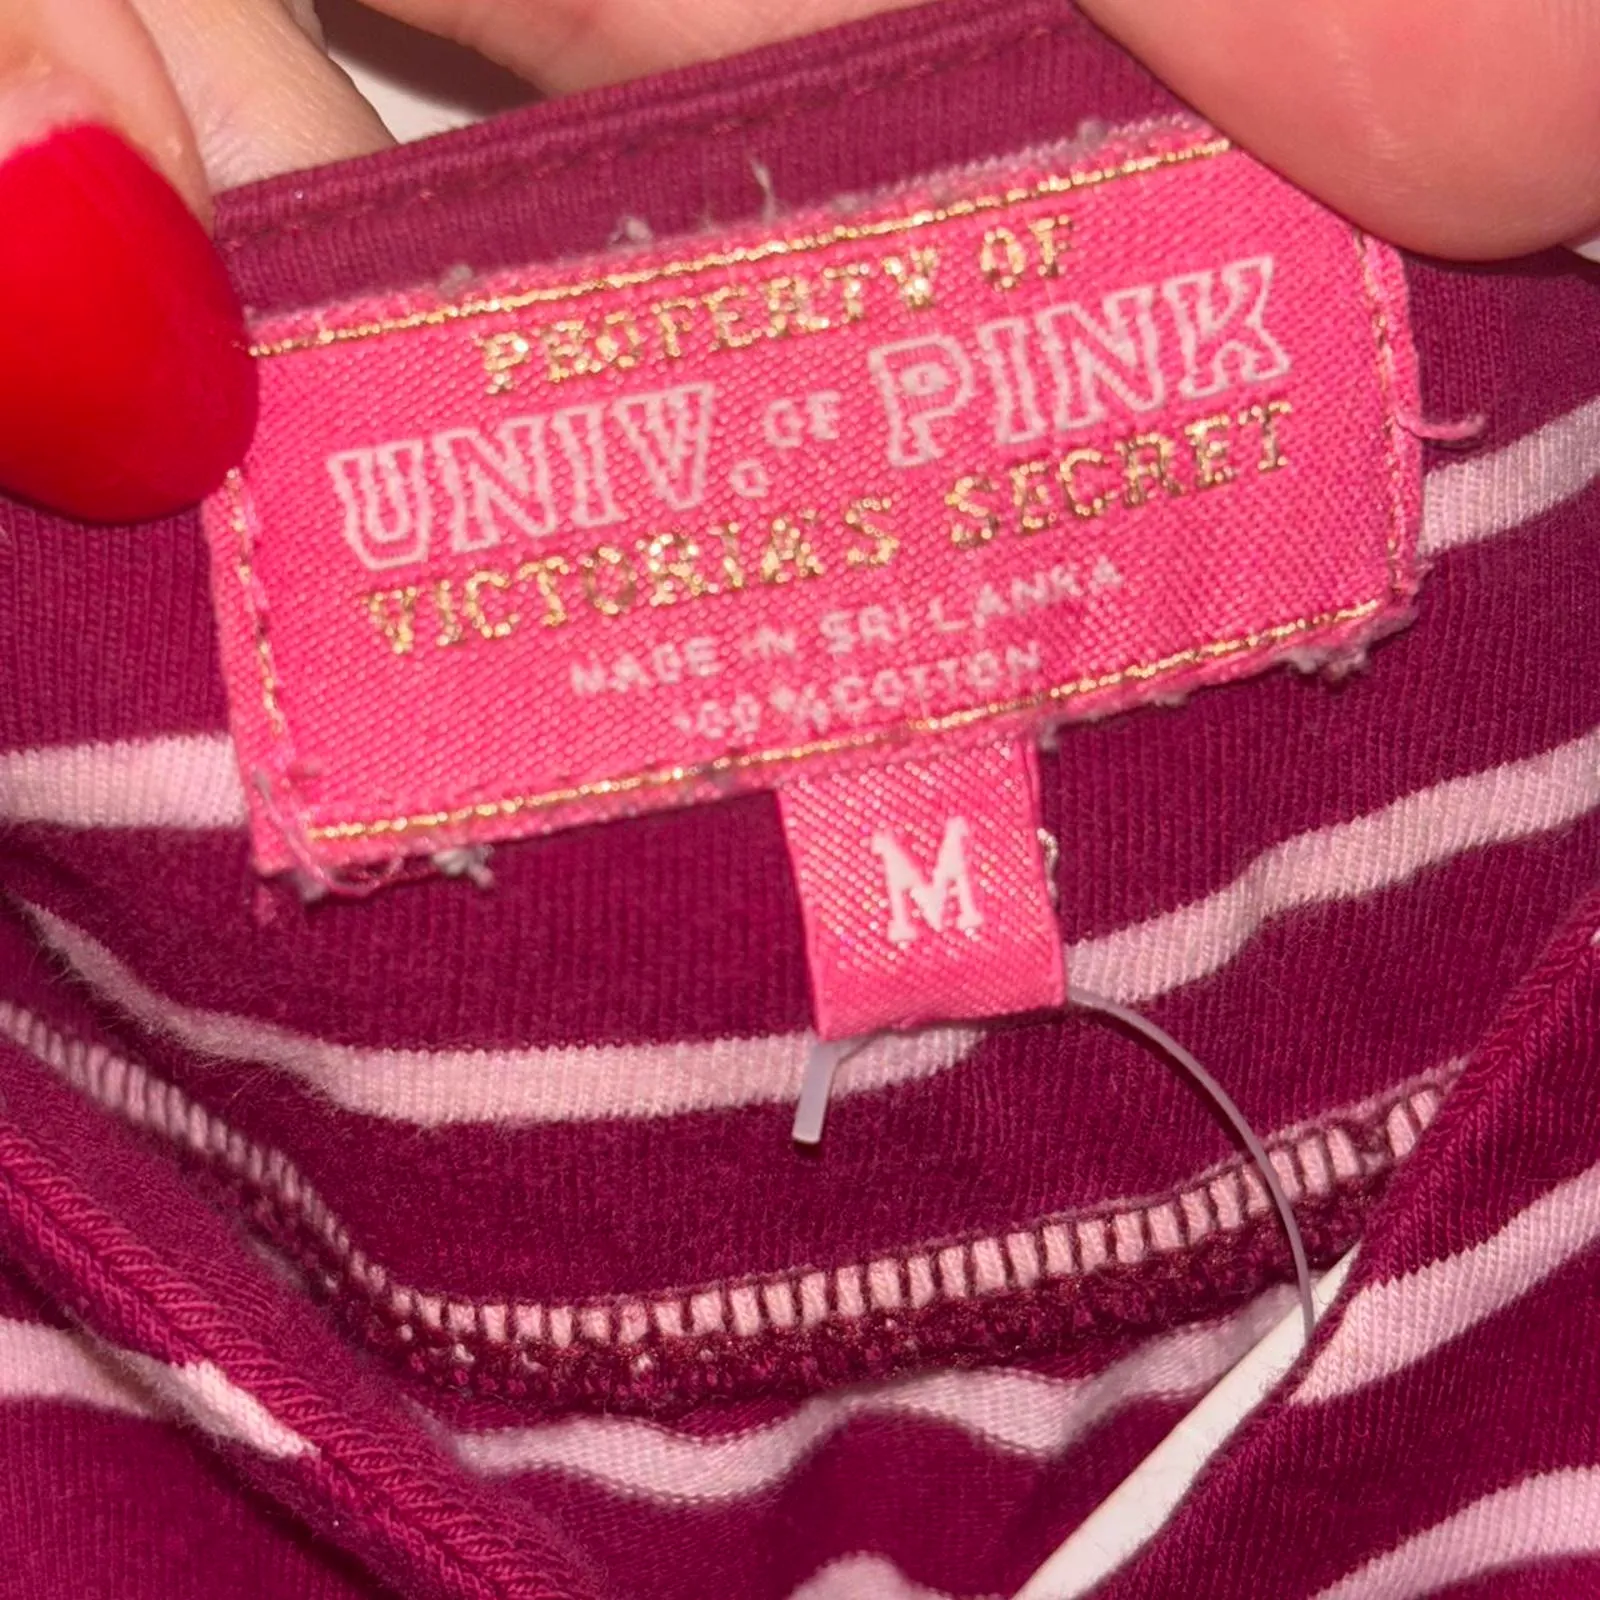 PROPERTY OF
UNIV. OF PINK
VICTORIA'S SECRET
MADE IN SRI LANKA
100% COTTON
M